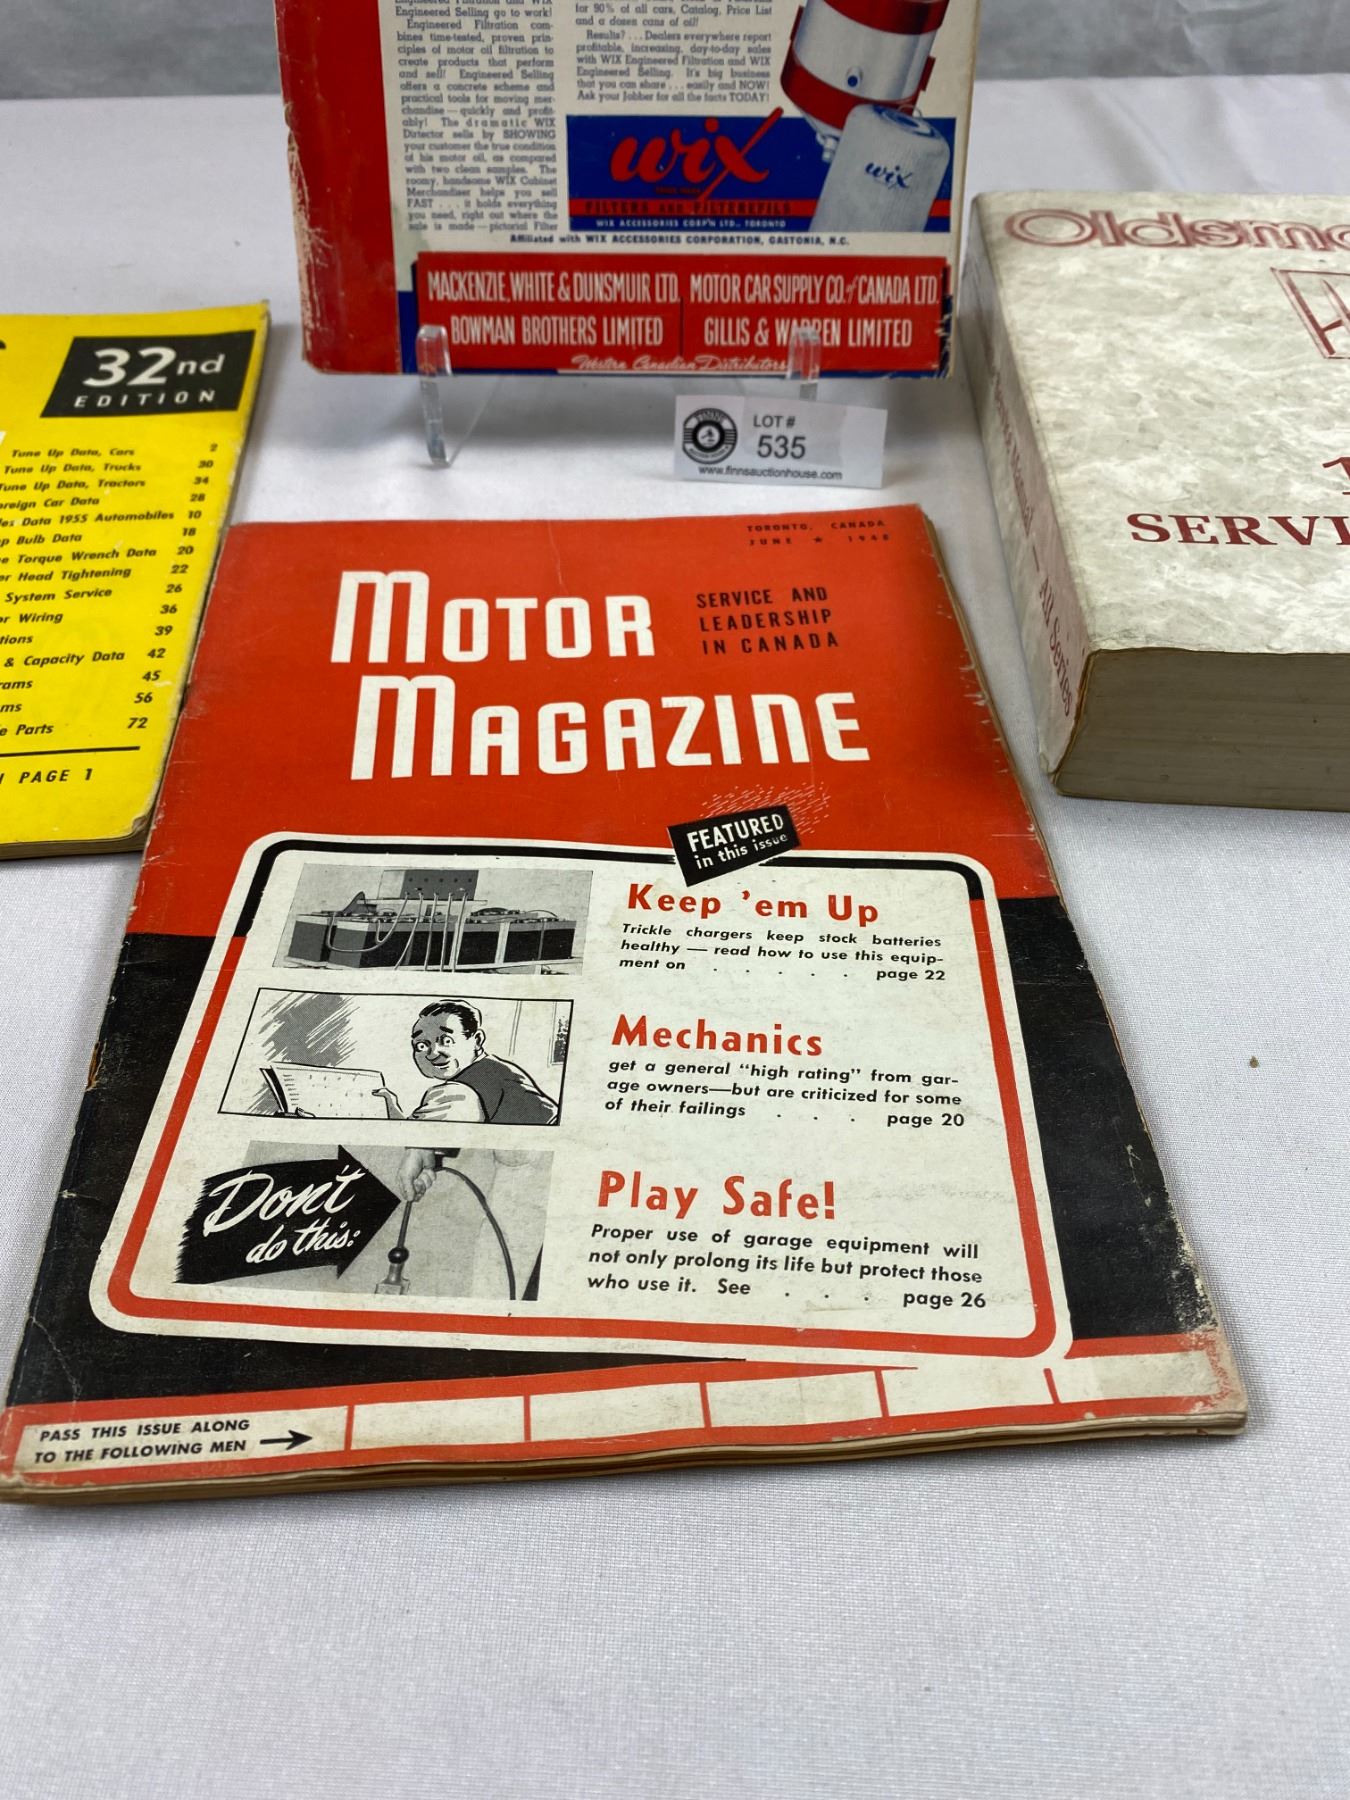 Engineered Selling go to work!
Engineered Filtration com-
bines time-tested, proven prin-
ciples of motor oil filtration to
create products that perform
and sell! Engineered Selling
offers a concrete scheme and
practical tools for moving mer-
chandise — quickly and profit-
ably! The dramatic WIX
Dirtector sells by SHOWING
your customer the true condition
of his motor oil, as compared
with two clean samples. The
roomy, handsome WIX Cabinet
Merchandiser helps you sell
FAST . . . it holds everything
you need, right out where the
sale is made — pictorial Filter
for 90% of all cars, Catalog, Price List
and a dozen cans of oil!
Results? . . . Dealers everywhere report
profitable, increasing, day-to-day sales
with WIX Engineered Filtration and WIX
Engineered Selling. It's big business
that you can share . . . easily and NOW!
Ask your Jobber for all the facts TODAY!
wix
TRADE MARK
FILTERS AND FILTEREFILS
WIX ACCESSORIES CORP'N LTD., TORONTO
wix
Affiliated with WIX ACCESSORIES CORPORATION, GASTONIA, N.C.
MACKENZIE, WHITE & DUNSMUIR LTD. MOTOR CAR SUPPLY CO. of CANADA LTD.
BOWMAN BROTHERS LIMITED GILLIS & WARREN LIMITED
Western Canadian Distributors
LOT #
535
www.finnsauctionhouse.com
32nd
EDITION
Tune Up Data, Cars 2
Tune Up Data, Trucks 30
Tune Up Data, Tractors 34
Foreign Car Data 28
Data 1955 Automobiles 10
Bulb Data 18
Torque Wrench Data 20
Head Tightening 22
System Service 26
Wiring 36
39
& Capacity Data 42
45
56
Parts 72
PAGE 1
Oldsmo
SERVI
All Series
TORONTO, CANADA
JUNE ★ 1948
MOTOR
MAGAZINE
SERVICE AND
LEADERSHIP
IN CANADA
FEATURED
in this issue
Keep 'em Up
Trickle chargers keep stock batteries
healthy — read how to use this equip-
ment on . . . . . page 22
Mechanics
get a general "high rating" from gar-
age owners—but are criticized for some
of their failings . . . page 20
Don't
do this:
Play Safe!
Proper use of garage equipment will
not only prolong its life but protect those
who use it. See . . . page 26
PASS THIS ISSUE ALONG
TO THE FOLLOWING MEN